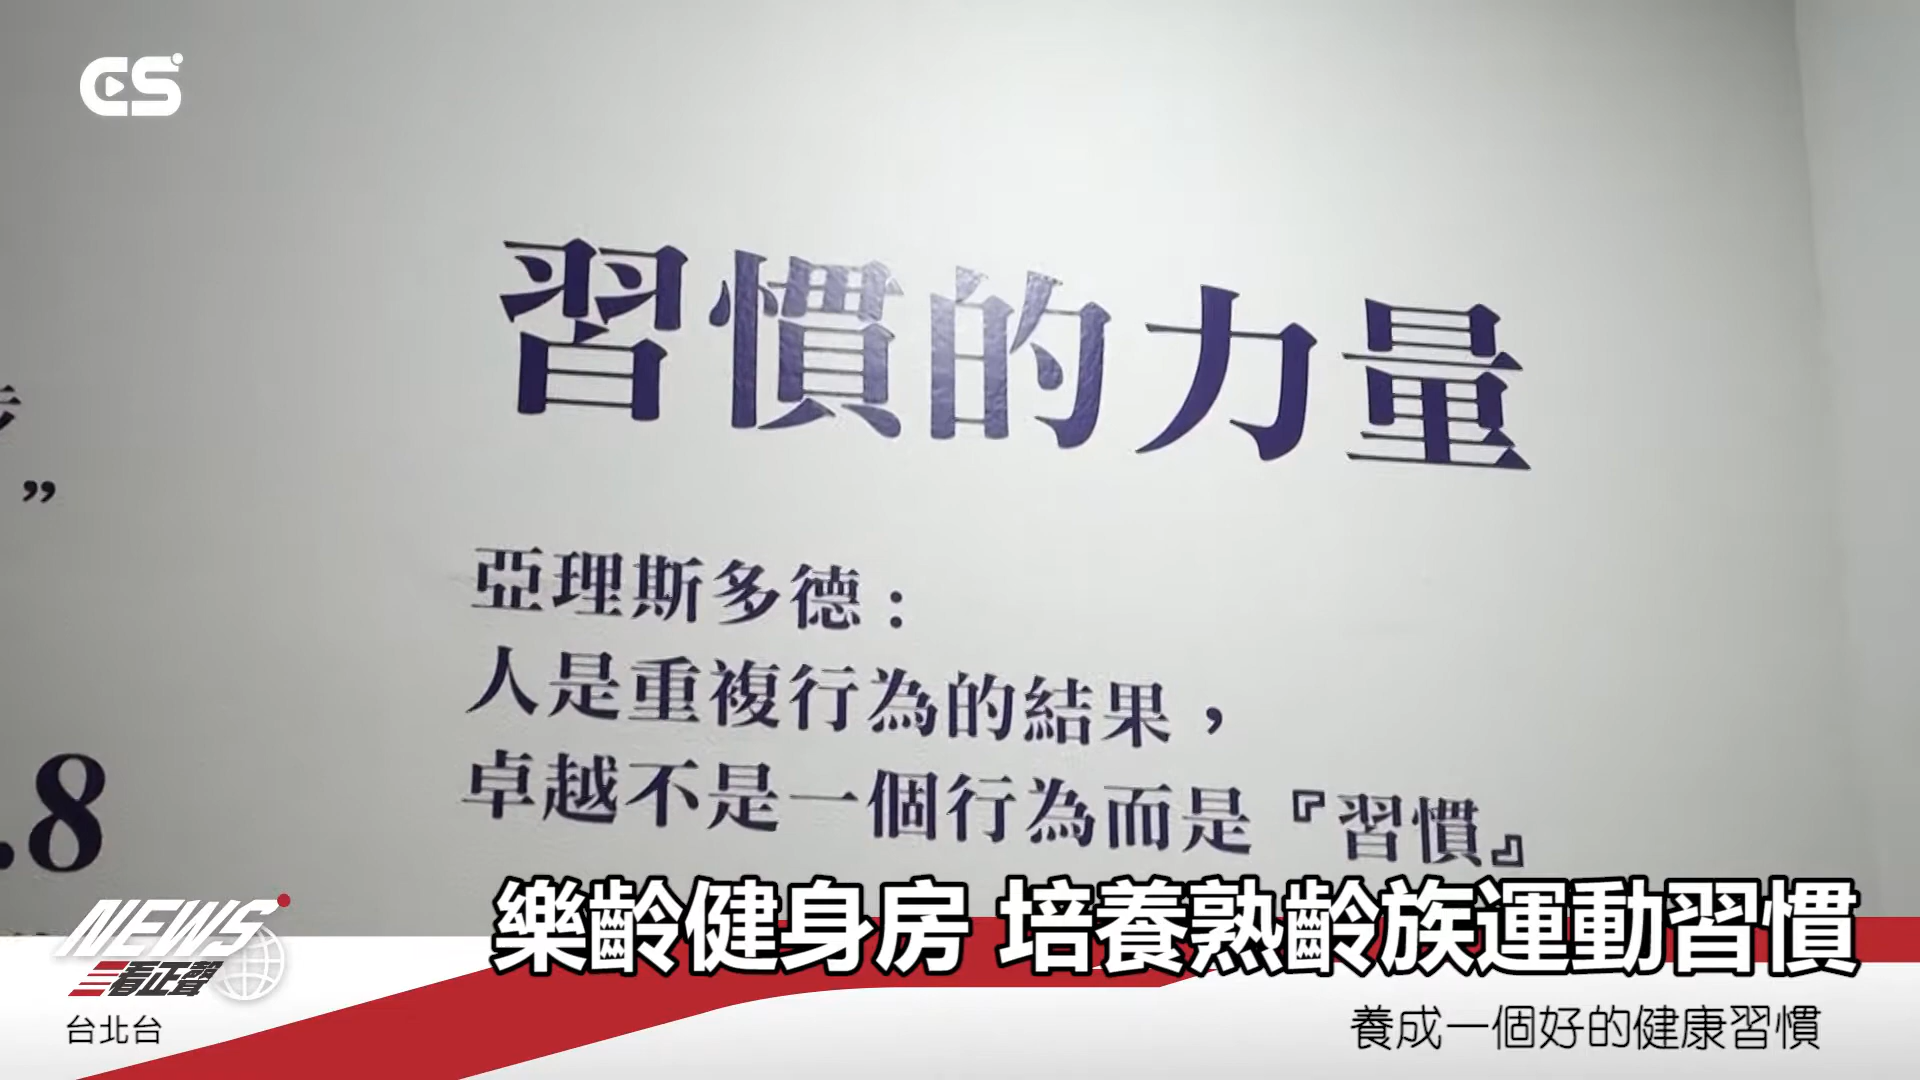 CS
習慣的力量
”
亞理斯多德：
人是重複行為的結果，
卓越不是一個行為而是『習慣』
.8
NEWS
看正聲
台北台
樂齡健身房 培養熟齡族運動習慣
養成一個好的健康習慣